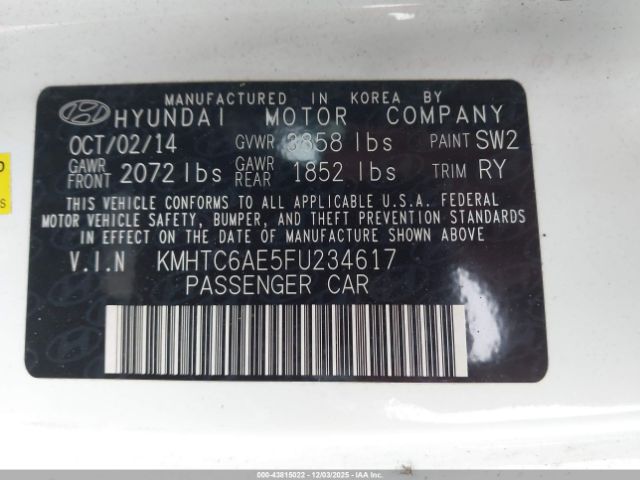 MANUFACTURED IN KOREA BY
HYUNDAI MOTOR COMPANY
OCT/02/14 GVWR 3858 lbs PAINT SW2
GAWR FRONT 2072 lbs GAWR REAR 1852 lbs TRIM RY
THIS VEHICLE CONFORMS TO ALL APPLICABLE U.S.A. FEDERAL
MOTOR VEHICLE SAFETY, BUMPER, AND THEFT PREVENTION STANDARDS
IN EFFECT ON THE DATE OF MANUFACTURE SHOWN ABOVE.
V.I.N KMHTC6AE5FU234617
PASSENGER CAR
000-43815022 - 12/03/2025 - IAA Inc.